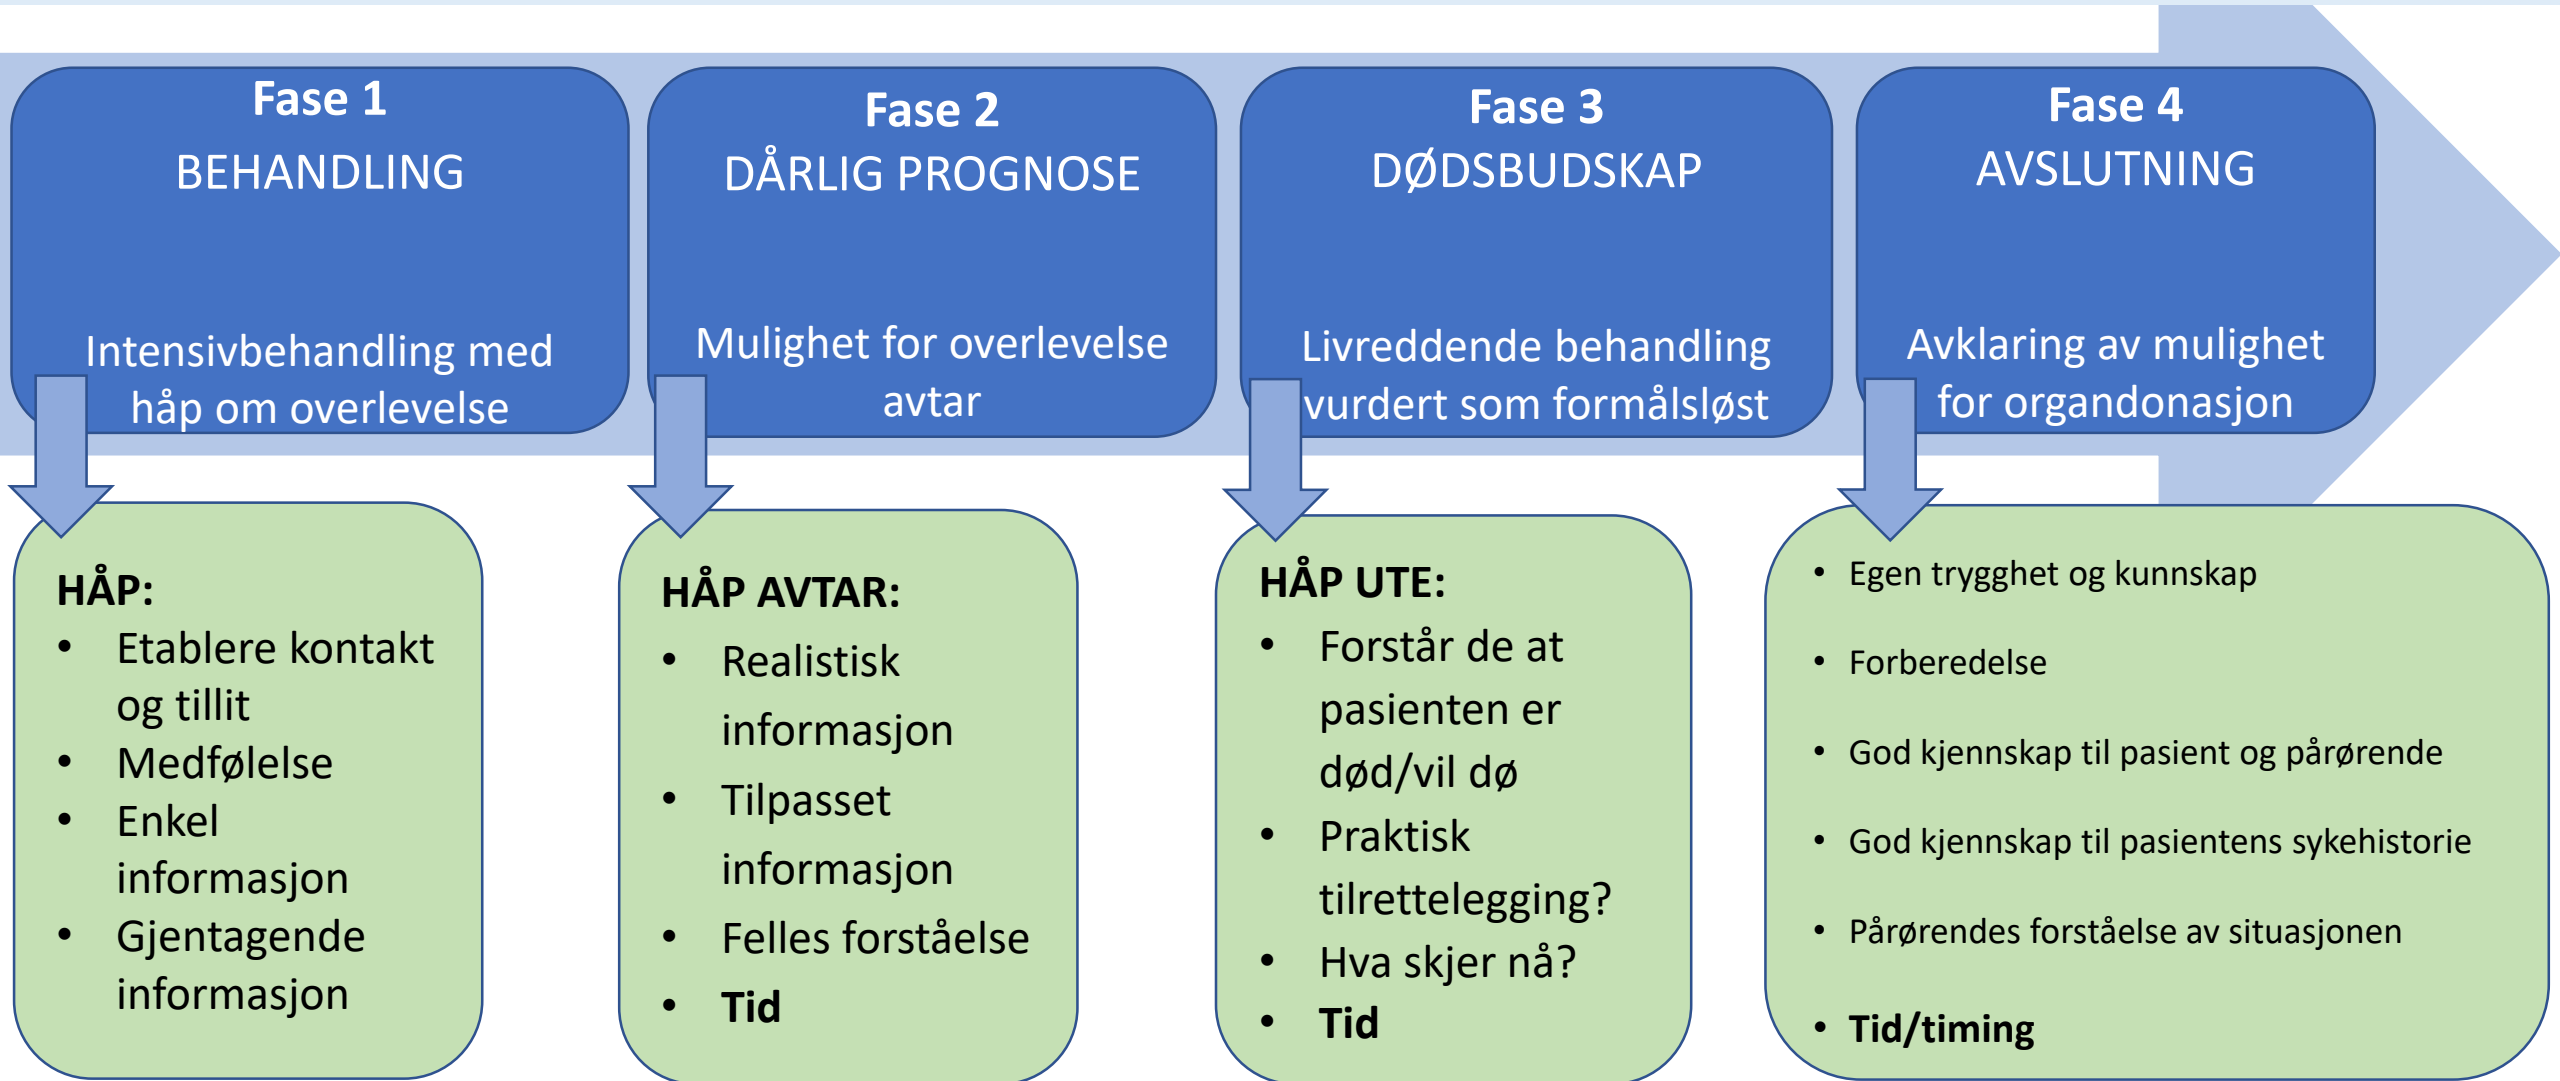 Fase 1
BEHANDLING
Intensivbehandling med
håp om overlevelse
Fase 2
DÅRLIG PROGNOSE
Mulighet for overlevelse
avtar
Fase 3
DØDSBUDSKAP
Livreddende behandling
vurdert som formålsløst
Fase 4
AVSLUTNING
Avklaring av mulighet
for organdonasjon
HÅP:
• Etablere kontakt
og tillit
• Medfølelse
• Enkel
informasjon
• Gjentagende
informasjon
HÅP AVTAR:
• Realistisk
informasjon
• Tilpasset
informasjon
• Felles forståelse
• Tid
HÅP UTE:
• Forstår de at
pasienten er
død/vil dø
• Praktisk
tilrettelegging?
• Hva skjer nå?
• Tid
• Egen trygghet og kunnskap
• Forberedelse
• God kjennskap til pasient og pårørende
• God kjennskap til pasientens sykehistorie
• Pårørendes forståelse av situasjonen
• Tid/timing